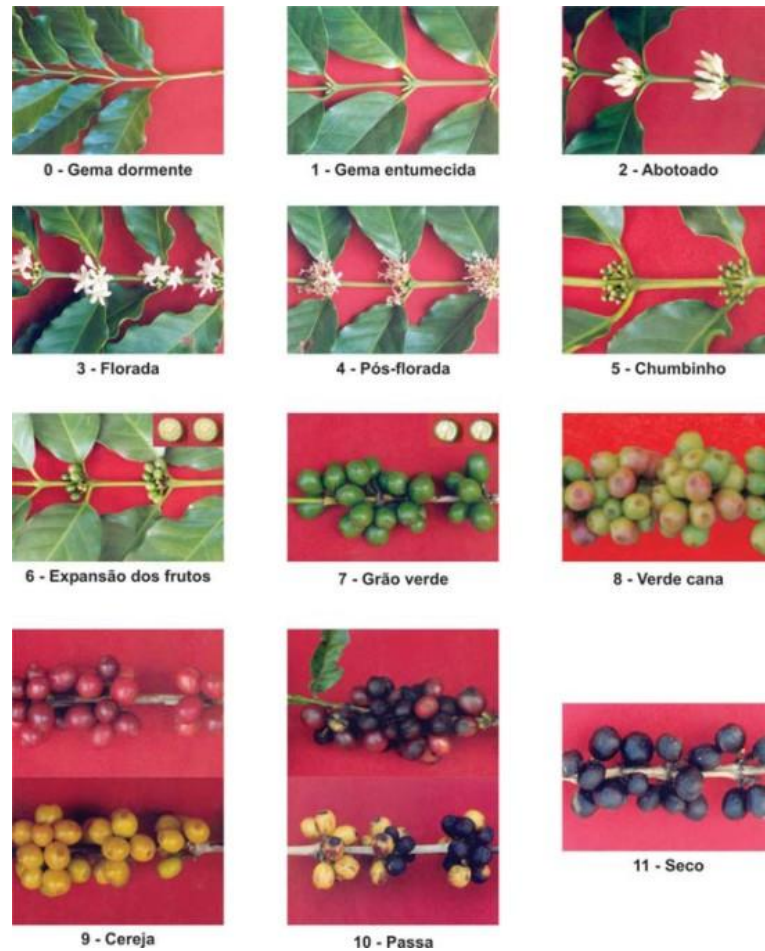 0 - Gema dormente
1 - Gema entumecida
2 - Abotoado
3 - Florada
4 - Pós-florada
5 - Chumbinho
6 - Expansão dos frutos
7 - Grão verde
8 - Verde cana
9 - Cereja
10 - Passa
11 - Seco